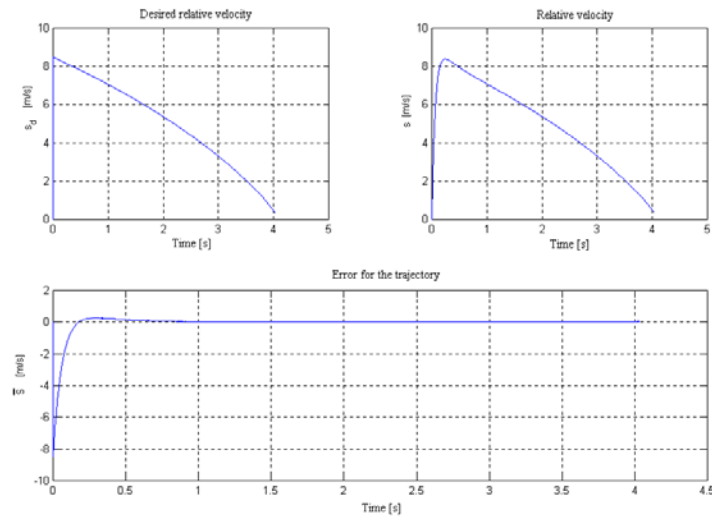 Desired relative velocity
10
8
6
4
2
0
s_d [m/s]
0 1 2 3 4 5
Time [s]
Relative velocity
10
8
6
4
2
0
s [m/s]
0 1 2 3 4 5
Time [s]
Error for the trajectory
2
0
-2
-4
-6
-8
-10
s̅ [m/s]
0 0.5 1 1.5 2 2.5 3 3.5 4 4.5
Time [s]